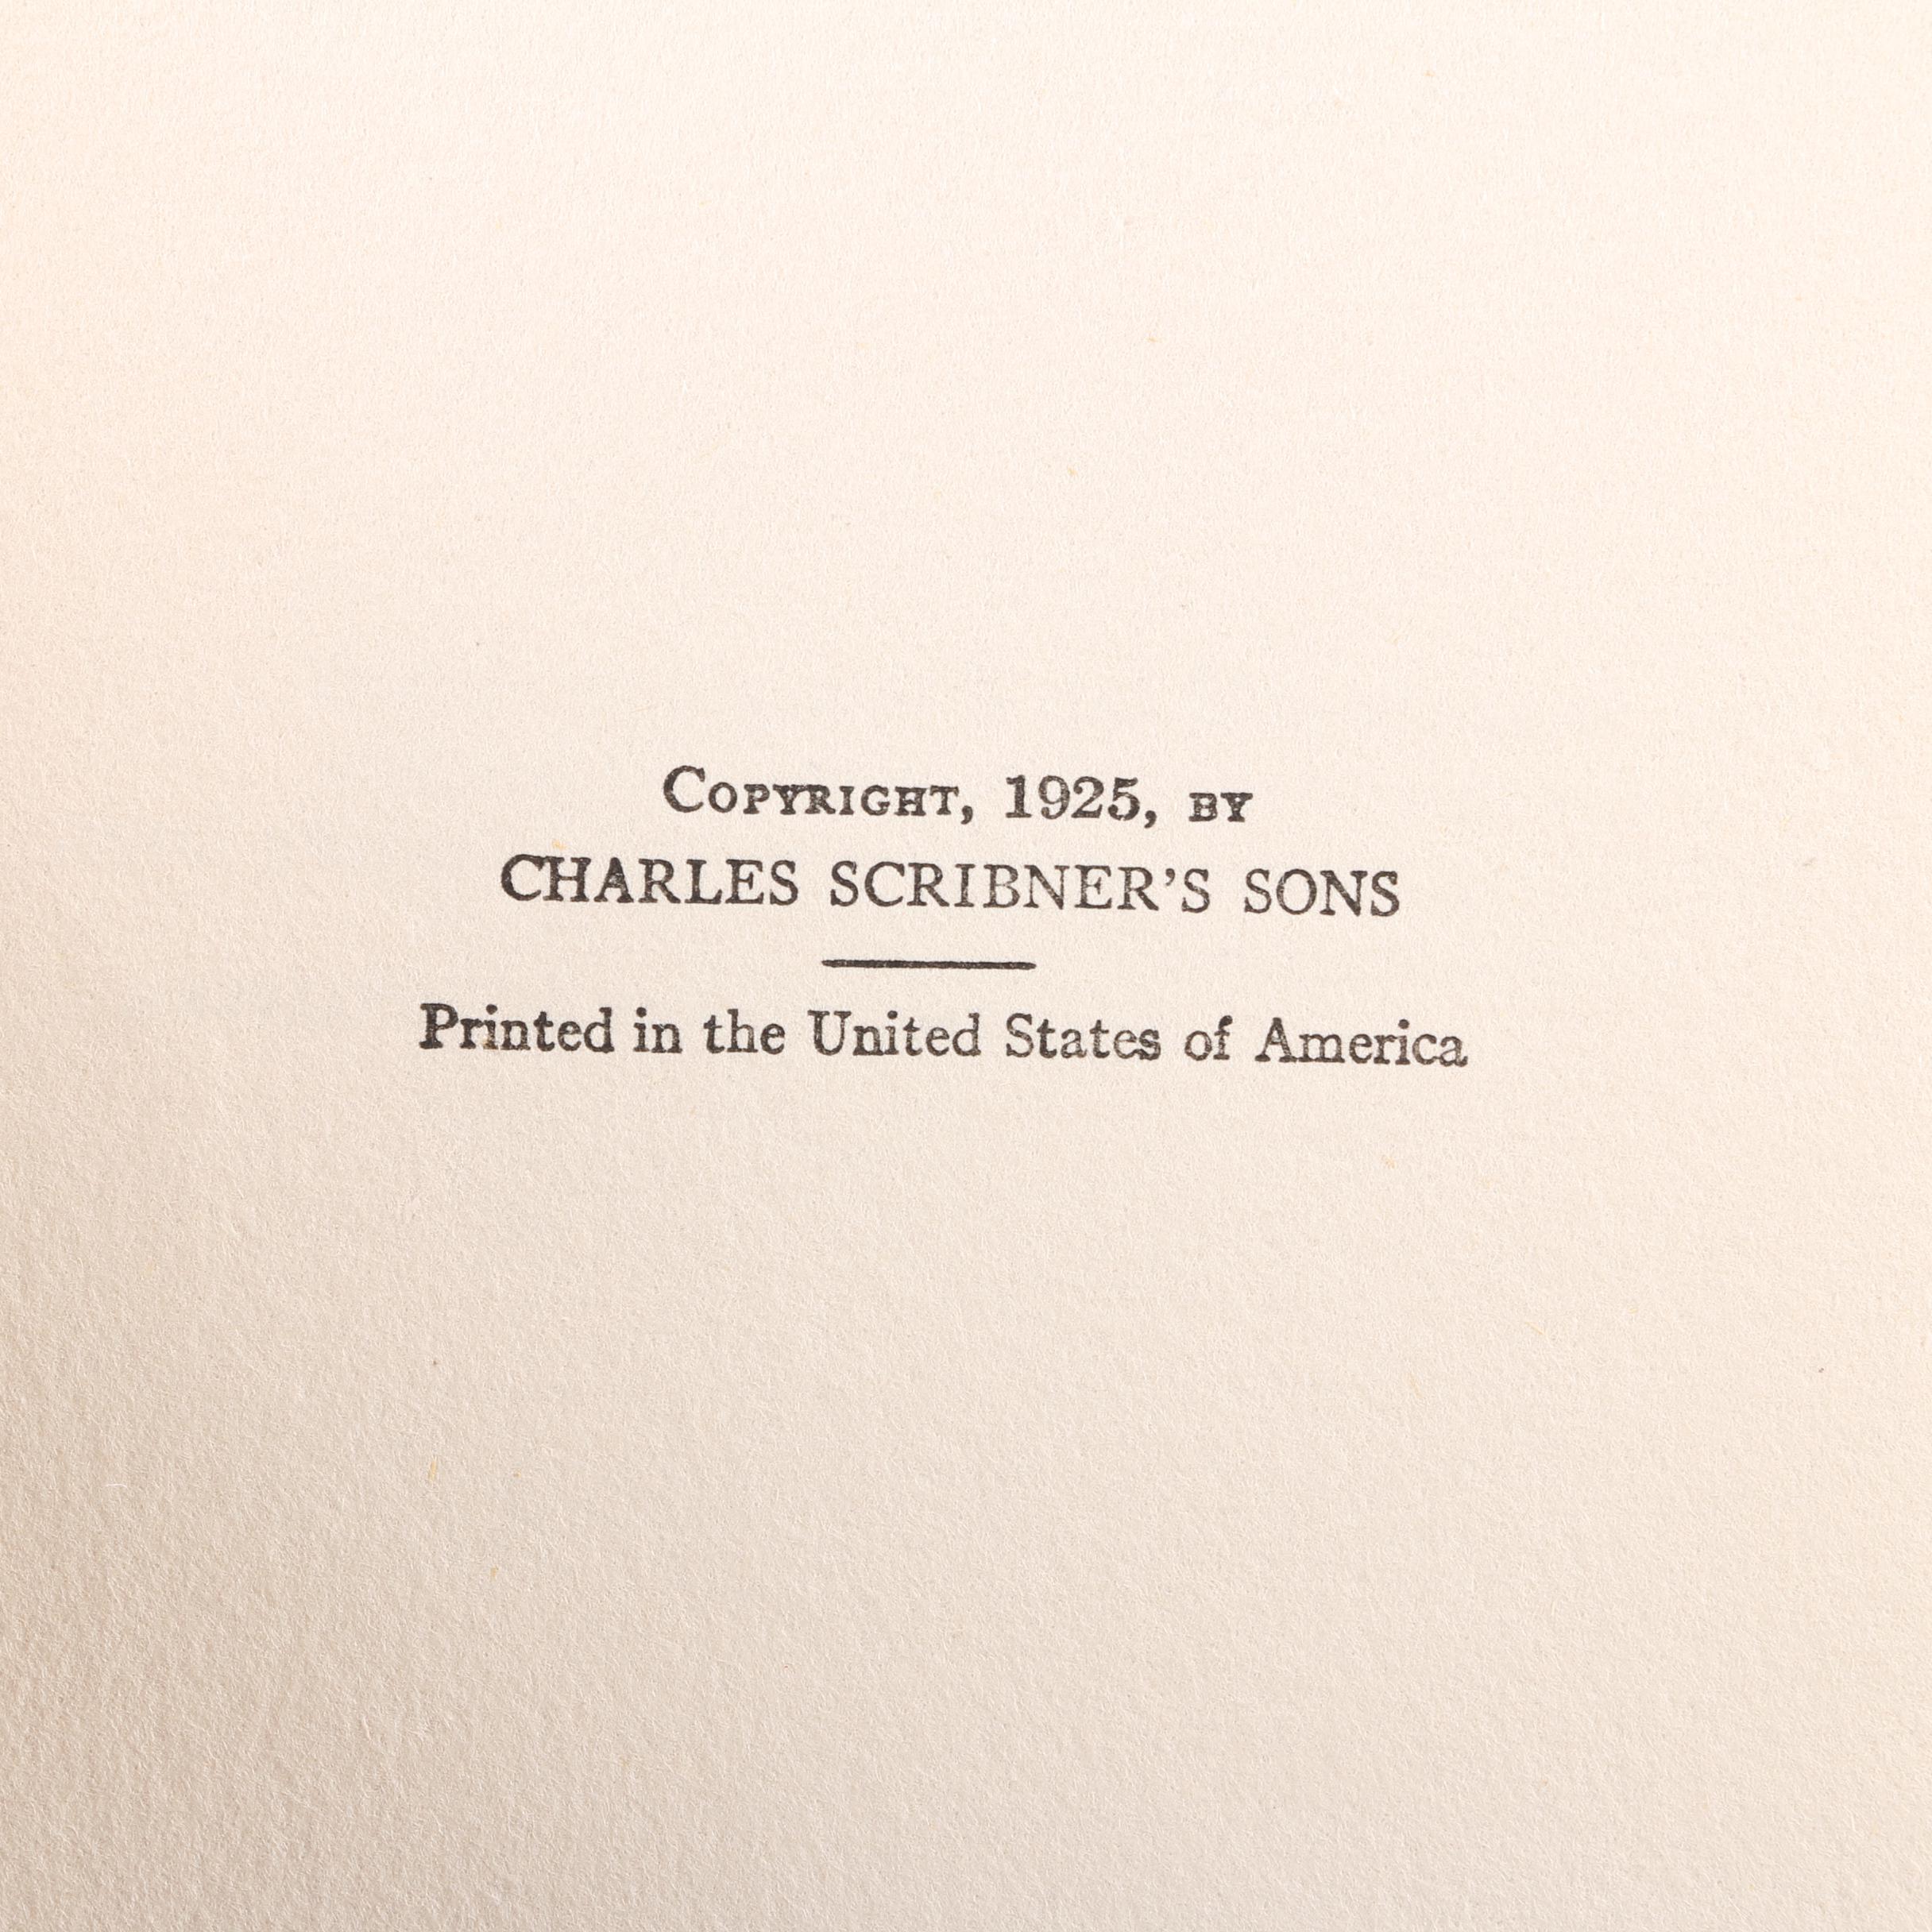 Copyright, 1925, by
CHARLES SCRIBNER'S SONS
Printed in the United States of America